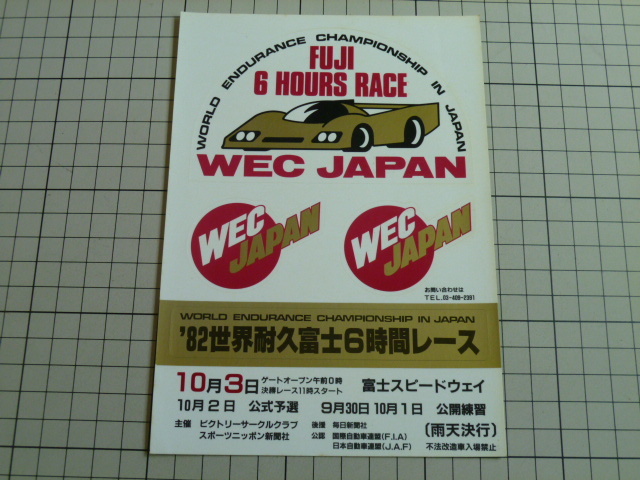 WORLD ENDURANCE CHAMPIONSHIP IN JAPAN
FUJI
6 HOURS RACE
WEC JAPAN
WEC
JAPAN
WEC
JAPAN
お問い合わせは
TEL.03-408-2391
WORLD ENDURANCE CHAMPIONSHIP IN JAPAN
'82世界耐久富士6時間レース
10月3日 ゲートオープン午前0時 富士スピードウェイ
決勝レース11時スタート
10月2日 公式予選 9月30日 10月1日 公開練習
主催 ビクトリーサークルクラブ 後援 毎日新聞社 〔雨天決行〕
スポーツニッポン新聞社 公認 国際自動車連盟(F.I.A)
日本自動車連盟(J.A.F) 不法改造車入場禁止